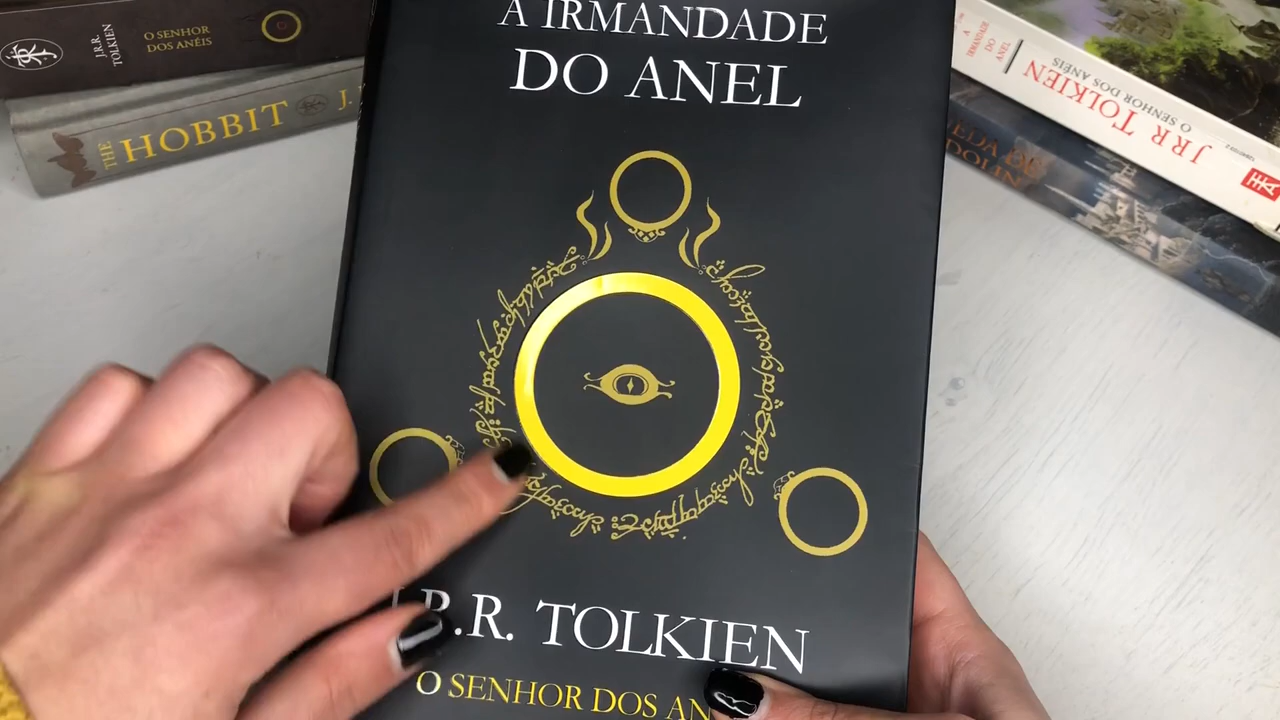 J.R.R.
TOLKIEN
O SENHOR
DOS ANÉIS
THE
HOBBIT
J.
A IRMANDADE
DO ANEL
R.R. TOLKIEN
O SENHOR DOS AN
A
IRMANDADE
DO
ANEL
JRR TOLKIEN
O SENHOR DOS ANÉIS